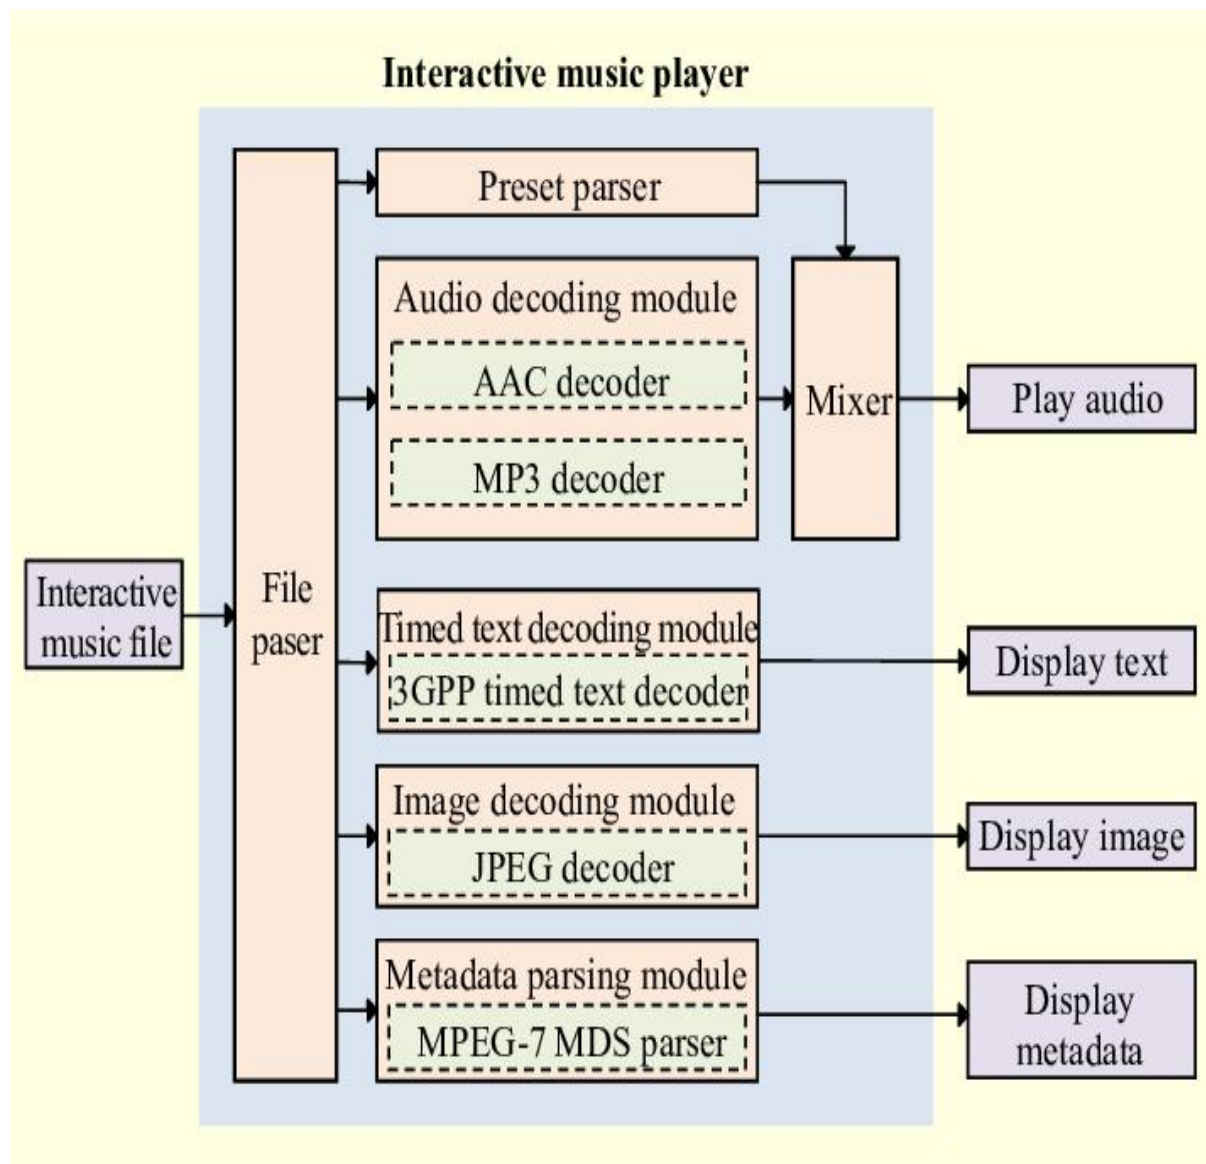 Interactive music player
Preset parser
Audio decoding module
AAC decoder
MP3 decoder
Mixer
Play audio
Interactive
music file
File
paser
Timed text decoding module
3GPP timed text decoder
Display text
Image decoding module
JPEG decoder
Display image
Metadata parsing module
MPEG-7 MDS parser
Display
metadata